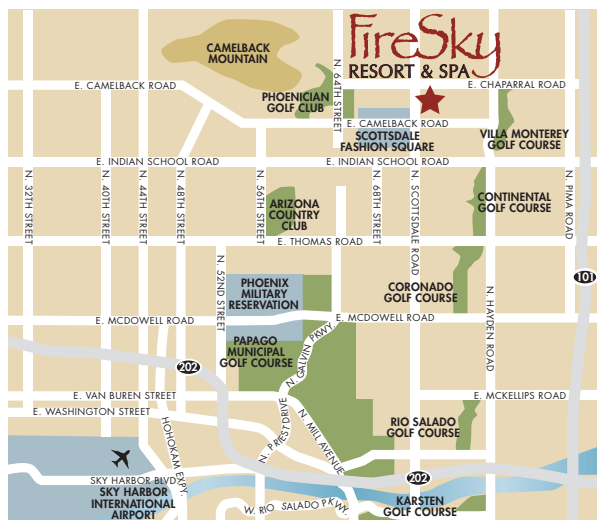 FireSky
RESORT & SPA
CAMELBACK
MOUNTAIN
E. CAMELBACK ROAD
N. 64TH STREET
E. CHAPARRAL ROAD
PHOENICIAN
GOLF CLUB
E. CAMELBACK ROAD
SCOTTSDALE
FASHION SQUARE
VILLA MONTEREY
GOLF COURSE
E. INDIAN SCHOOL ROAD
E. INDIAN SCHOOL ROAD
N. 32TH STREET
N. 40TH STREET
N. 44TH STREET
N. 48TH STREET
N. 56TH STREET
N. 68TH STREET
N. SCOTTSDALE ROAD
N. PIMA ROAD
ARIZONA
COUNTRY
CLUB
CONTINENTAL
GOLF COURSE
E. THOMAS ROAD
N. 52ND STREET
PHOENIX
MILITARY
RESERVATION
CORONADO
GOLF COURSE
101
N. HAYDEN ROAD
E. MCDOWELL ROAD
E. MCDOWELL ROAD
PAPAGO
MUNICIPAL
GOLF COURSE
N. GALVIN PKWY.
202
E. VAN BUREN STREET
E. MCKELLIPS ROAD
E. WASHINGTON STREET
HOHOKAM EXPY.
N. PRIEST DRIVE
N. MILL AVENUE
RIO SALADO
GOLF COURSE
SKY HARBOR BLVD.
202
SKY HARBOR
INTERNATIONAL
AIRPORT
W. RIO SALADO PKWY.
KARSTEN
GOLF COURSE